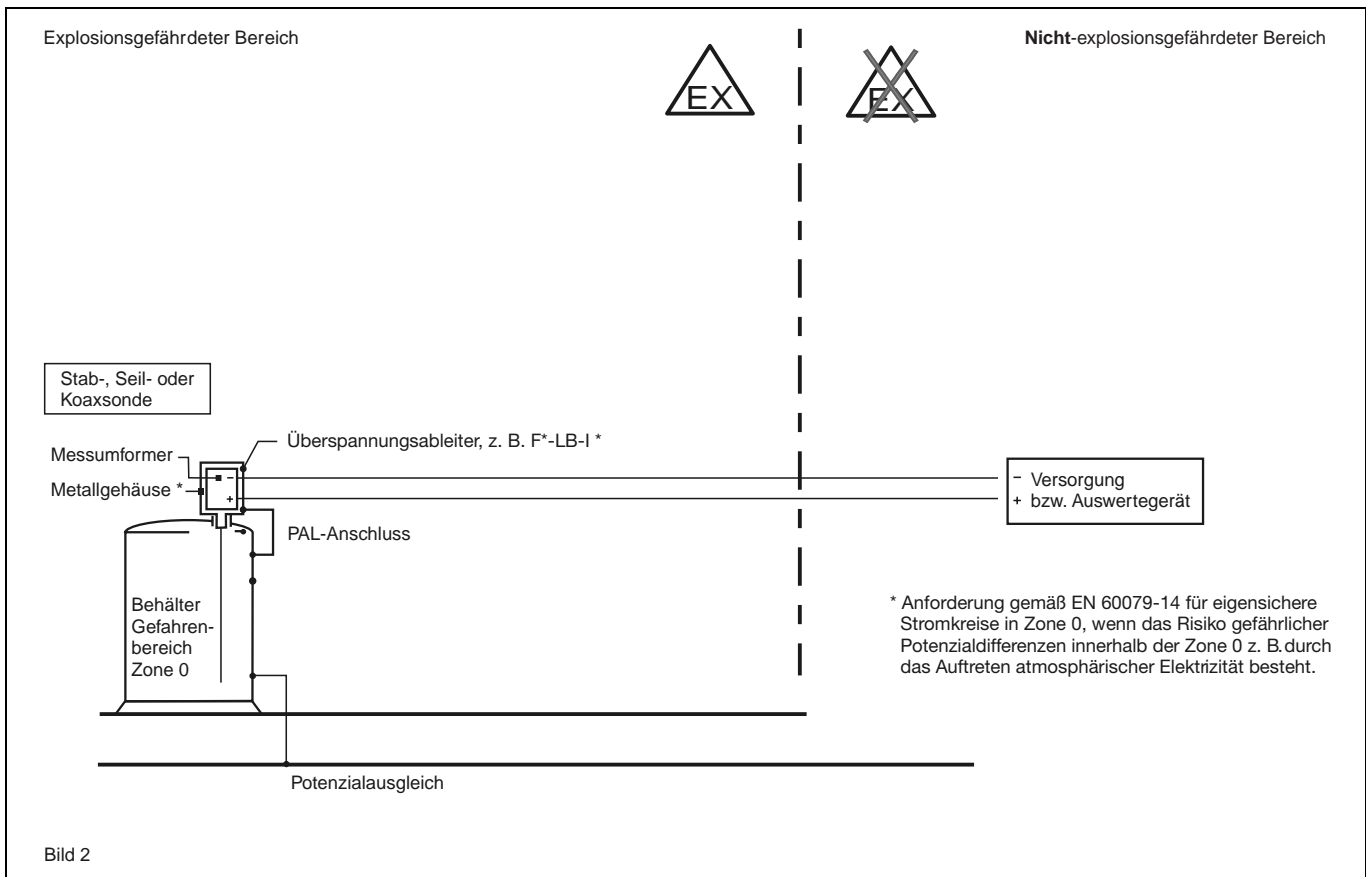 Explosionsgefährdeter Bereich
Nicht-explosionsgefährdeter Bereich
EX
EX
Stab-, Seil- oder
Koaxsonde
Messumformer
Überspannungsableiter, z. B. F*-LB-I *
Metallgehäuse *
PAL-Anschluss
- Versorgung
+ bzw. Auswertegerät
-
+
Behälter
Gefahren-
bereich
Zone 0
* Anforderung gemäß EN 60079-14 für eigensichere
Stromkreise in Zone 0, wenn das Risiko gefährlicher
Potenzialdifferenzen innerhalb der Zone 0 z. B. durch
das Auftreten atmosphärischer Elektrizität besteht.
Potenzialausgleich
Bild 2